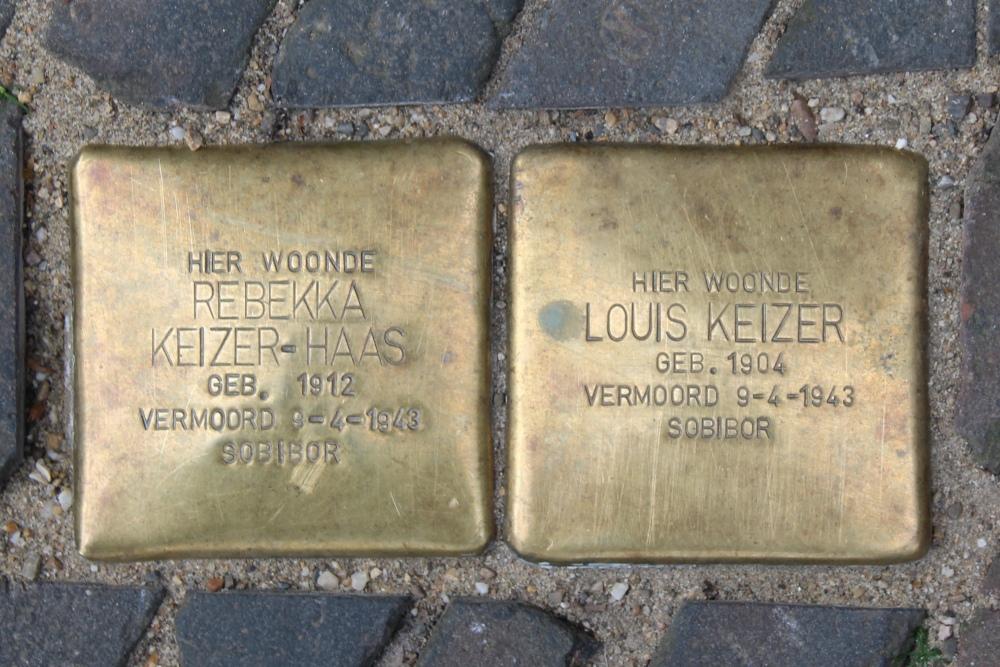 HIER WOONDE
REBEKKA
KEIZER-HAAS
GEB. 1912
VERMOORD 9-4-1943
SOBIBOR
HIER WOONDE
LOUIS KEIZER
GEB. 1904
VERMOORD 9-4-1943
SOBIBOR